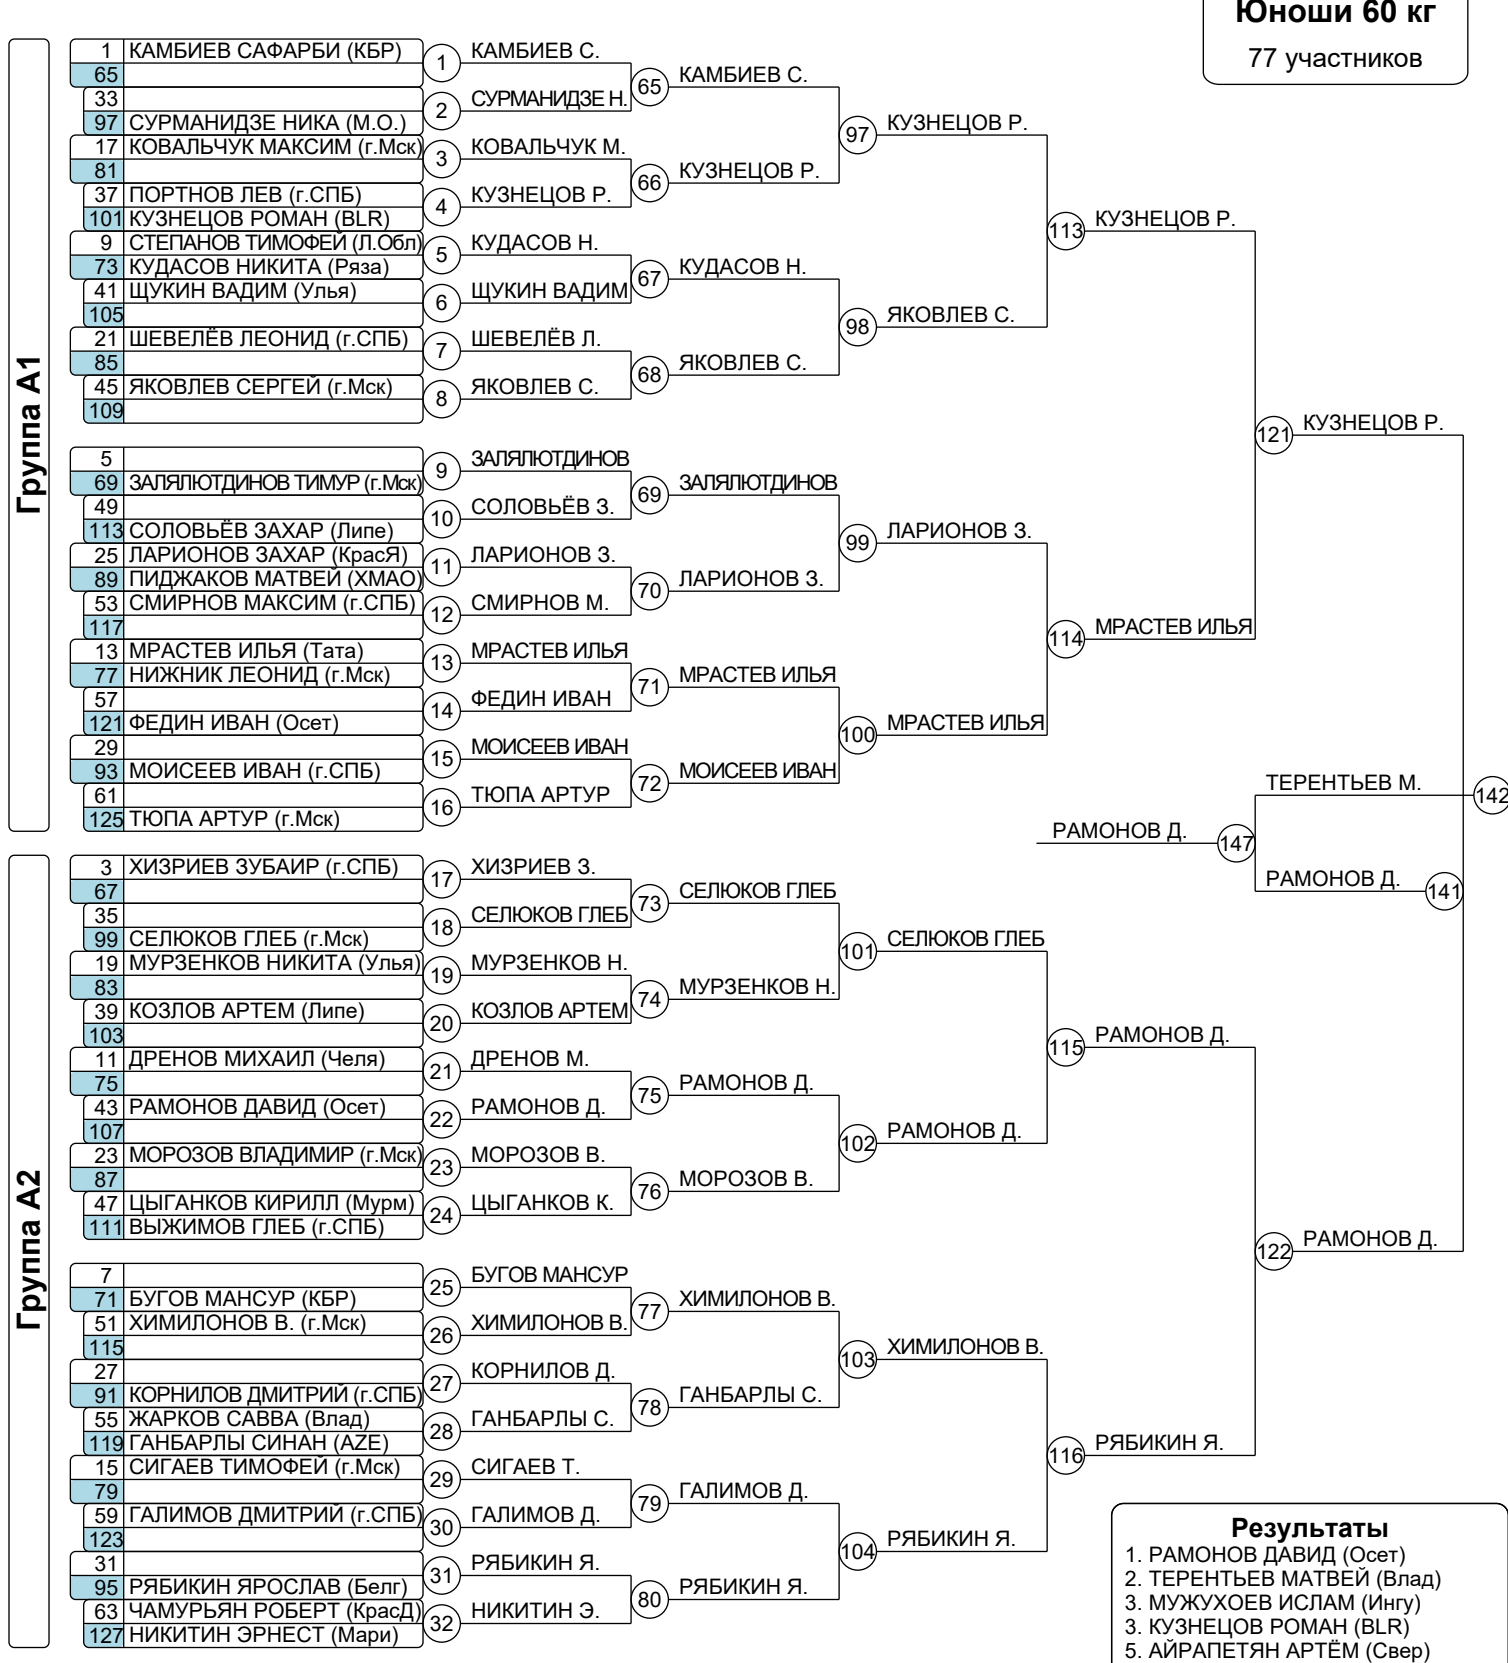 Юноши 60 кг
77 участников
Группа A1
1 КАМБИЕВ САФАРБИ (КБР)
65
33
97 СУРМАНИДЗЕ НИКА (М.О.)
17 КОВАЛЬЧУК МАКСИМ (г.Мск)
81
37 ПОРТНОВ ЛЕВ (г.СПБ)
101 КУЗНЕЦОВ РОМАН (BLR)
9 СТЕПАНОВ ТИМОФЕЙ (Л.Обл)
73 КУДАСОВ НИКИТА (Ряза)
41 ЩУКИН ВАДИМ (Улья)
105
21 ШЕВЕЛЁВ ЛЕОНИД (г.СПБ)
85
45 ЯКОВЛЕВ СЕРГЕЙ (г.Мск)
109
5
69 ЗАЛЯЛЮТДИНОВ ТИМУР (г.Мск)
49
113 СОЛОВЬЁВ ЗАХАР (Липе)
25 ЛАРИОНОВ ЗАХАР (КрасЯ)
89 ПИДЖАКОВ МАТВЕЙ (ХМАО)
53 СМИРНОВ МАКСИМ (г.СПБ)
117
13 МРАСТЕВ ИЛЬЯ (Тата)
77 НИЖНИК ЛЕОНИД (г.Мск)
57
121 ФЕДИН ИВАН (Осет)
29
93 МОИСЕЕВ ИВАН (г.СПБ)
61
125 ТЮПА АРТУР (г.Мск)
1 КАМБИЕВ С.
2 СУРМАНИДЗЕ Н.
3 КОВАЛЬЧУК М.
4 КУЗНЕЦОВ Р.
5 КУДАСОВ Н.
6 ЩУКИН ВАДИМ
7 ШЕВЕЛЁВ Л.
8 ЯКОВЛЕВ С.
9 ЗАЛЯЛЮТДИНОВ
10 СОЛОВЬЁВ З.
11 ЛАРИОНОВ З.
12 СМИРНОВ М.
13 МРАСТЕВ ИЛЬЯ
14 ФЕДИН ИВАН
15 МОИСЕЕВ ИВАН
16 ТЮПА АРТУР
65 КАМБИЕВ С.
66 КУЗНЕЦОВ Р.
67 КУДАСОВ Н.
68 ЯКОВЛЕВ С.
69 ЗАЛЯЛЮТДИНОВ
70 ЛАРИОНОВ З.
71 МРАСТЕВ ИЛЬЯ
72 МОИСЕЕВ ИВАН
97 КУЗНЕЦОВ Р.
98 ЯКОВЛЕВ С.
99 ЛАРИОНОВ З.
100 МРАСТЕВ ИЛЬЯ
113 КУЗНЕЦОВ Р.
114 МРАСТЕВ ИЛЬЯ
121 КУЗНЕЦОВ Р.
ТЕРЕНТЬЕВ М. 142
РАМОНОВ Д. 147
РАМОНОВ Д. 141
Группа A2
3 ХИЗРИЕВ ЗУБАИР (г.СПБ)
67
35
99 СЕЛЮКОВ ГЛЕБ (г.Мск)
19 МУРЗЕНКОВ НИКИТА (Улья)
83
39 КОЗЛОВ АРТЕМ (Липе)
103
11 ДРЕНОВ МИХАИЛ (Челя)
75
43 РАМОНОВ ДАВИД (Осет)
107
23 МОРОЗОВ ВЛАДИМИР (г.Мск)
87
47 ЦЫГАНКОВ КИРИЛЛ (Мурм)
111 ВЫЖИМОВ ГЛЕБ (г.СПБ)
7
71 БУГОВ МАНСУР (КБР)
51 ХИМИЛОНОВ В. (г.Мск)
115
27
91 КОРНИЛОВ ДМИТРИЙ (г.СПБ)
55 ЖАРКОВ САВВА (Влад)
119 ГАНБАРЛЫ СИНАН (AZE)
15 СИГАЕВ ТИМОФЕЙ (г.Мск)
79
59 ГАЛИМОВ ДМИТРИЙ (г.СПБ)
123
31
95 РЯБИКИН ЯРОСЛАВ (Белг)
63 ЧАМУРЬЯН РОБЕРТ (КрасД)
127 НИКИТИН ЭРНЕСТ (Мари)
17 ХИЗРИЕВ З.
18 СЕЛЮКОВ ГЛЕБ
19 МУРЗЕНКОВ Н.
20 КОЗЛОВ АРТЕМ
21 ДРЕНОВ М.
22 РАМОНОВ Д.
23 МОРОЗОВ В.
24 ЦЫГАНКОВ К.
25 БУГОВ МАНСУР
26 ХИМИЛОНОВ В.
27 КОРНИЛОВ Д.
28 ГАНБАРЛЫ С.
29 СИГАЕВ Т.
30 ГАЛИМОВ Д.
31 РЯБИКИН Я.
32 НИКИТИН Э.
73 СЕЛЮКОВ ГЛЕБ
74 МУРЗЕНКОВ Н.
75 РАМОНОВ Д.
76 МОРОЗОВ В.
77 ХИМИЛОНОВ В.
78 ГАНБАРЛЫ С.
79 ГАЛИМОВ Д.
80 РЯБИКИН Я.
101 СЕЛЮКОВ ГЛЕБ
102 РАМОНОВ Д.
103 ХИМИЛОНОВ В.
104 РЯБИКИН Я.
115 РАМОНОВ Д.
116 РЯБИКИН Я.
122 РАМОНОВ Д.
Результаты
1. РАМОНОВ ДАВИД (Осет)
2. ТЕРЕНТЬЕВ МАТВЕЙ (Влад)
3. МУЖУХОЕВ ИСЛАМ (Ингу)
3. КУЗНЕЦОВ РОМАН (BLR)
5. АЙРАПЕТЯН АРТЁМ (Свер)